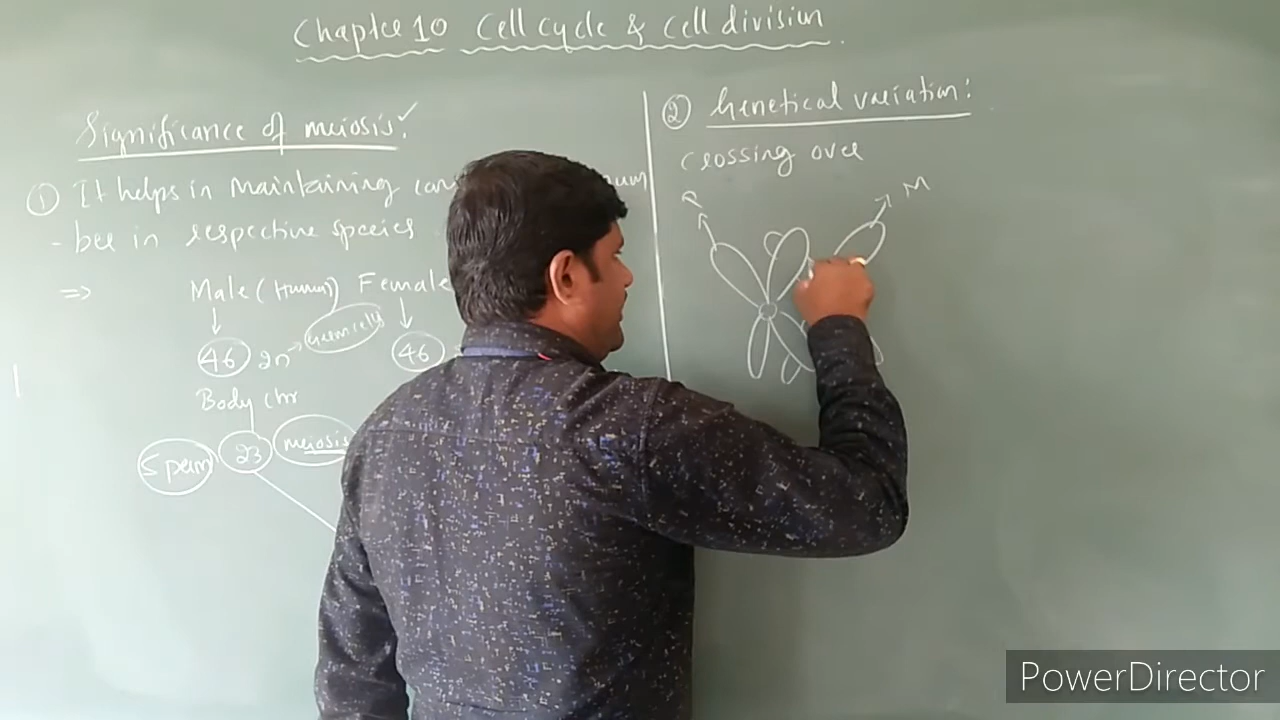 Chapter 10 Cell cycle & cell division
Significance of meiosis:
① It helps in maintaining
- ber in respective species
⇒ Male (Human) Female
46 2n → Germ cells 46
Body chr
Sperm 23 meiosis
② Genetical variation:
Crossing over
P M
PowerDirector